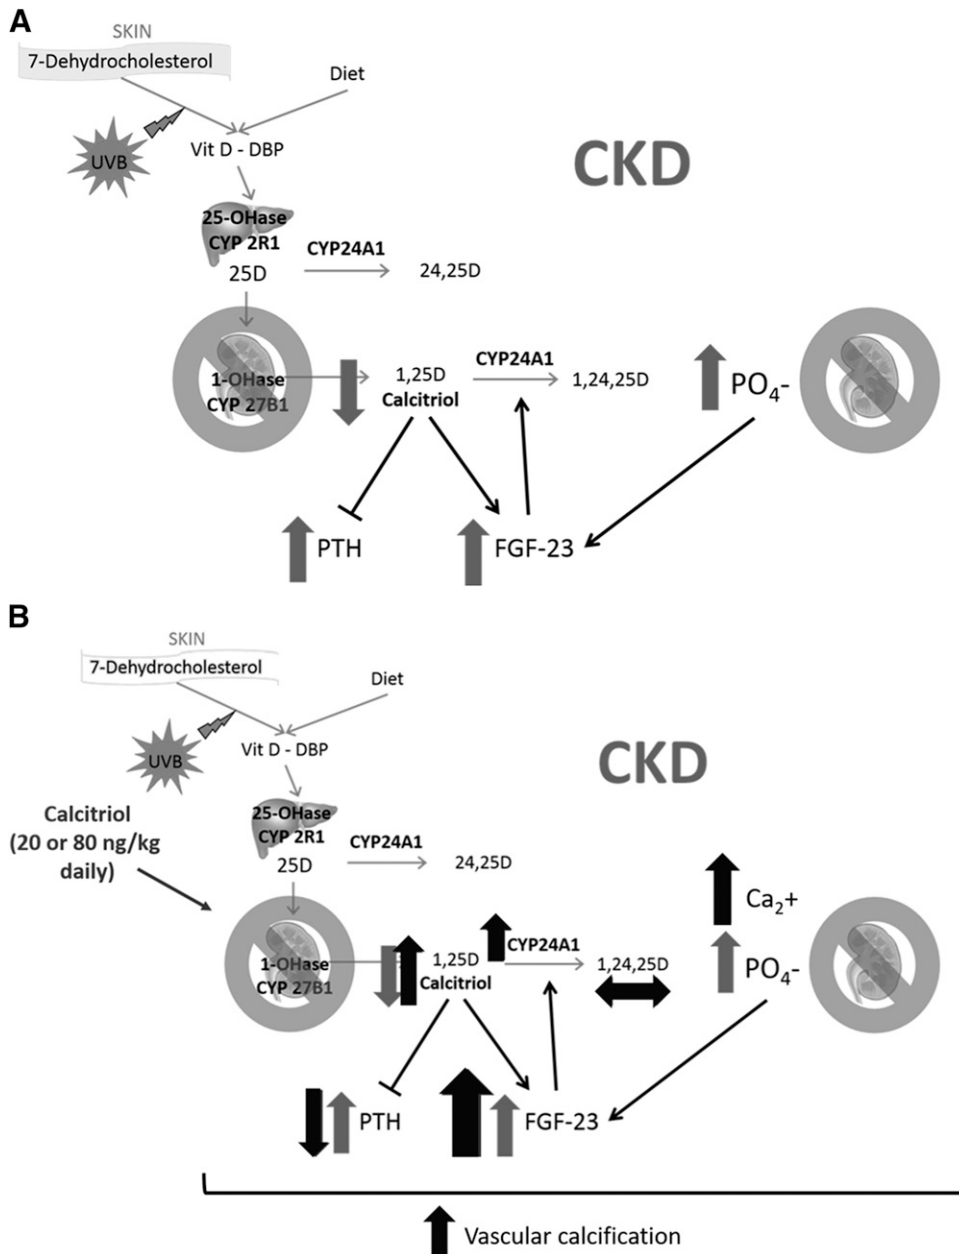 A
SKIN
7-Dehydrocholesterol
Diet
UVB
Vit D - DBP
CKD
25-OHase
CYP 2R1
CYP24A1
25D
24,25D
CYP24A1
1-OHase
CYP 27B1
1,25D
Calcitriol
1,24,25D
PO4-
PTH
FGF-23
B
SKIN
7-Dehydrocholesterol
Diet
UVB
Vit D - DBP
CKD
Calcitriol
(20 or 80 ng/kg
daily)
25-OHase
CYP 2R1
CYP24A1
25D
24,25D
Ca2+
CYP24A1
1-OHase
CYP 27B1
1,25D
Calcitriol
1,24,25D
PO4-
PTH
FGF-23
Vascular calcification